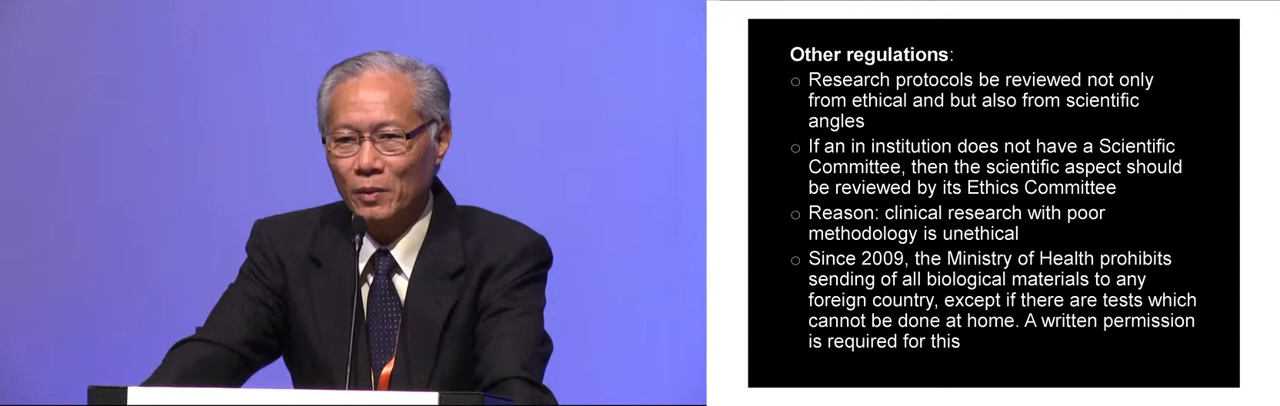 Other regulations:
Research protocols be reviewed not only
from ethical and but also from scientific
angles
If an in institution does not have a Scientific
Committee, then the scientific aspect should
be reviewed by its Ethics Committee
Reason: clinical research with poor
methodology is unethical
Since 2009, the Ministry of Health prohibits
sending of all biological materials to any
foreign country, except if there are tests which
cannot be done at home. A written permission
is required for this